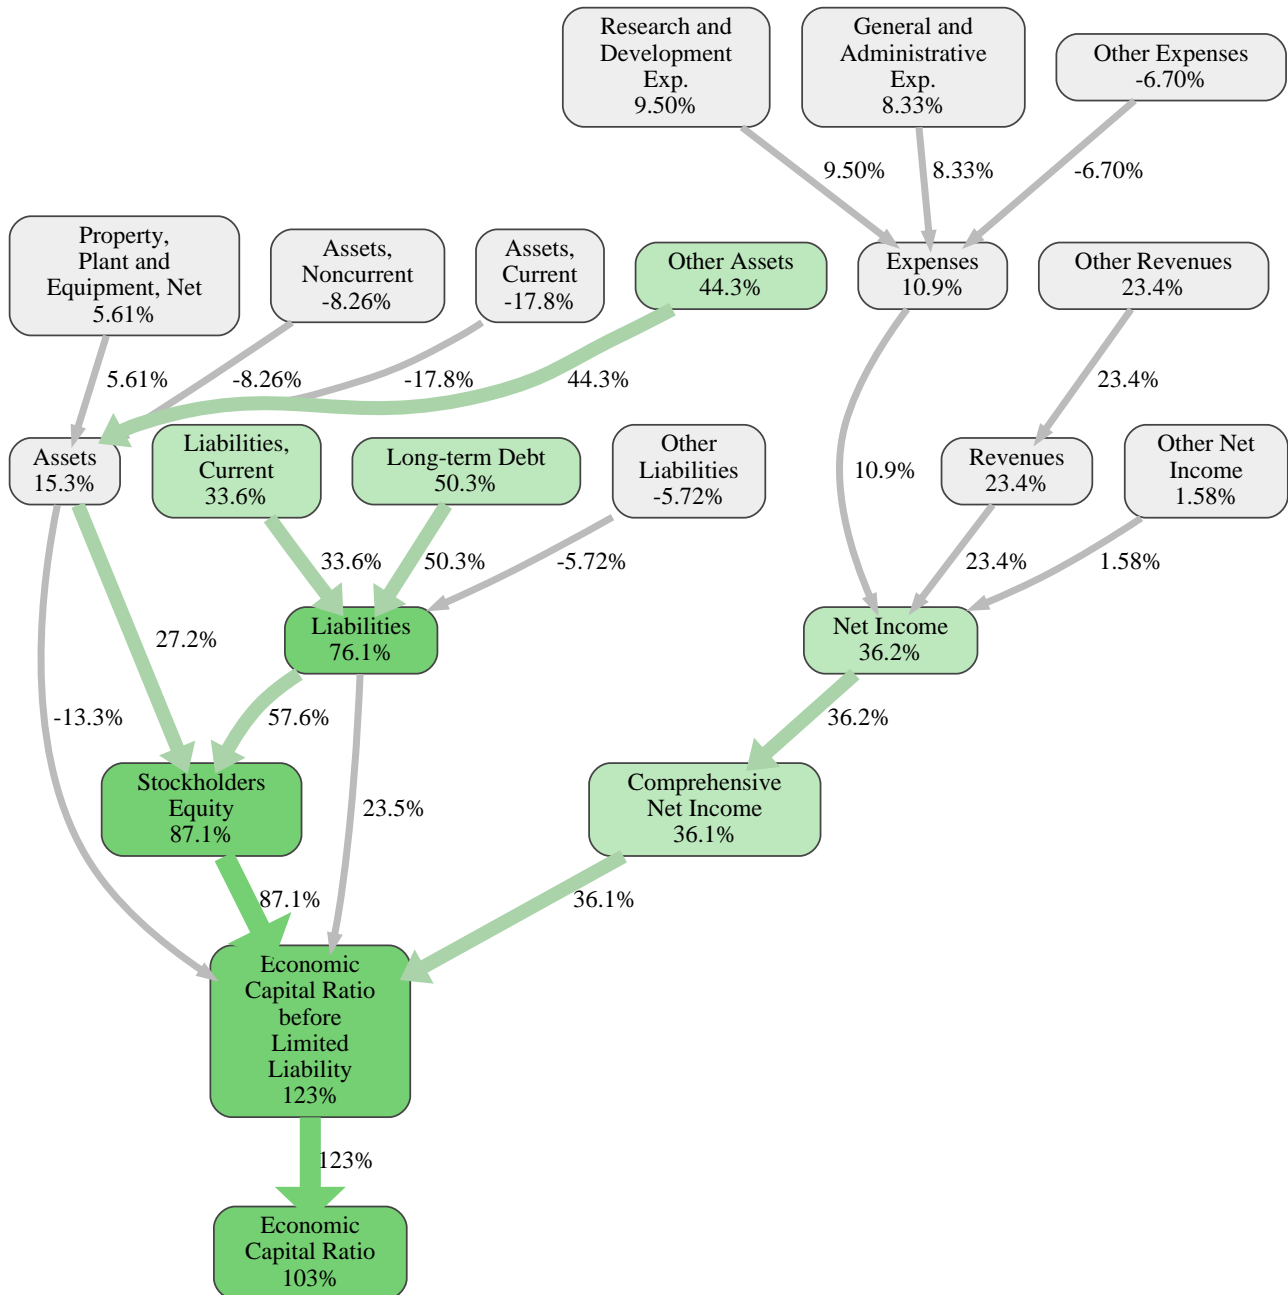 Research and
Development
Exp.
9.50%
General and
Administrative
Exp.
8.33%
Other Expenses
-6.70%
9.50%
8.33%
-6.70%
Property,
Plant and
Equipment, Net
5.61%
Assets,
Noncurrent
-8.26%
Assets,
Current
-17.8%
Other Assets
44.3%
Expenses
10.9%
Other Revenues
23.4%
5.61%
-8.26%
-17.8%
44.3%
23.4%
Assets
15.3%
Liabilities,
Current
33.6%
Long-term Debt
50.3%
Other
Liabilities
-5.72%
10.9%
Revenues
23.4%
Other Net
Income
1.58%
33.6%
50.3%
-5.72%
23.4%
1.58%
27.2%
Liabilities
76.1%
Net Income
36.2%
-13.3%
57.6%
36.2%
Stockholders
Equity
87.1%
23.5%
Comprehensive
Net Income
36.1%
87.1%
36.1%
Economic
Capital Ratio
before
Limited
Liability
123%
123%
Economic
Capital Ratio
103%